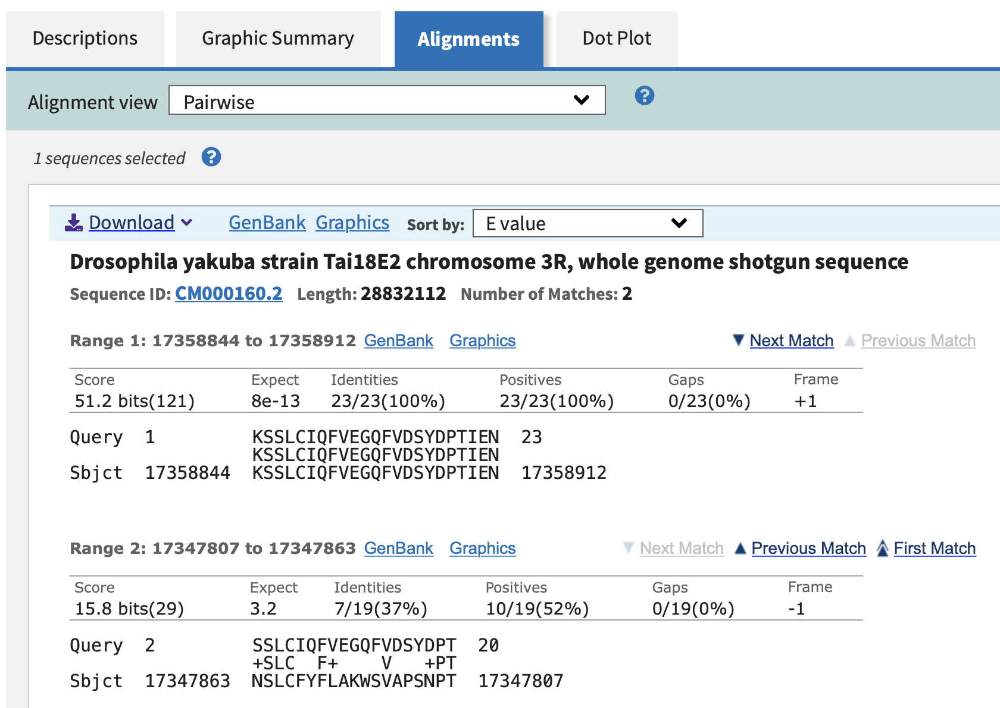 Descriptions Graphic Summary Alignments Dot Plot
Alignment view Pairwise ?
1 sequences selected ?
Download GenBank Graphics Sort by: E value
Drosophila yakuba strain Tai18E2 chromosome 3R, whole genome shotgun sequence
Sequence ID: CM000160.2 Length: 28832112 Number of Matches: 2
Range 1: 17358844 to 17358912 GenBank Graphics ▼ Next Match ▲ Previous Match
Score Expect Identities Positives Gaps Frame
51.2 bits(121) 8e-13 23/23(100%) 23/23(100%) 0/23(0%) +1
Query 1 KSSLCIQFVEGQFVDSYDPTIEN 23
KSSLCIQFVEGQFVDSYDPTIEN
Sbjct 17358844 KSSLCIQFVEGQFVDSYDPTIEN 17358912
Range 2: 17347807 to 17347863 GenBank Graphics ▼ Next Match ▲ Previous Match First Match
Score Expect Identities Positives Gaps Frame
15.8 bits(29) 3.2 7/19(37%) 10/19(52%) 0/19(0%) -1
Query 2 SSLCIQFVEGQFVDSYDPT 20
+SLC  F+    V   +PT
Sbjct 17347863 NSLCFYFLAKWSVAPSNPT 17347807